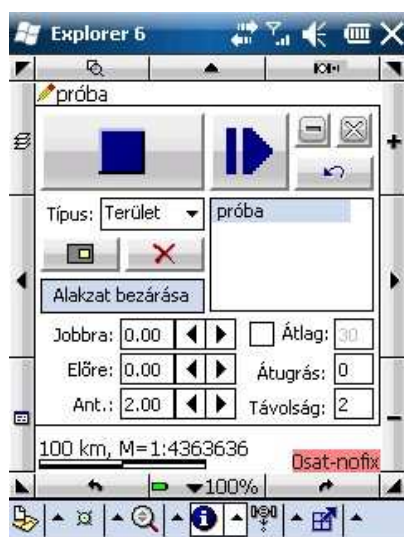 Explorer 6
próba
Típus: Terület
próba
Alakzat bezárása
Jobbra: 0.00
Átlag: 30
Előre: 0.00
Átugrás: 0
Ant.: 2.00
Távolság: 2
100 km, M=1:4363636
0sat-nofix
100%